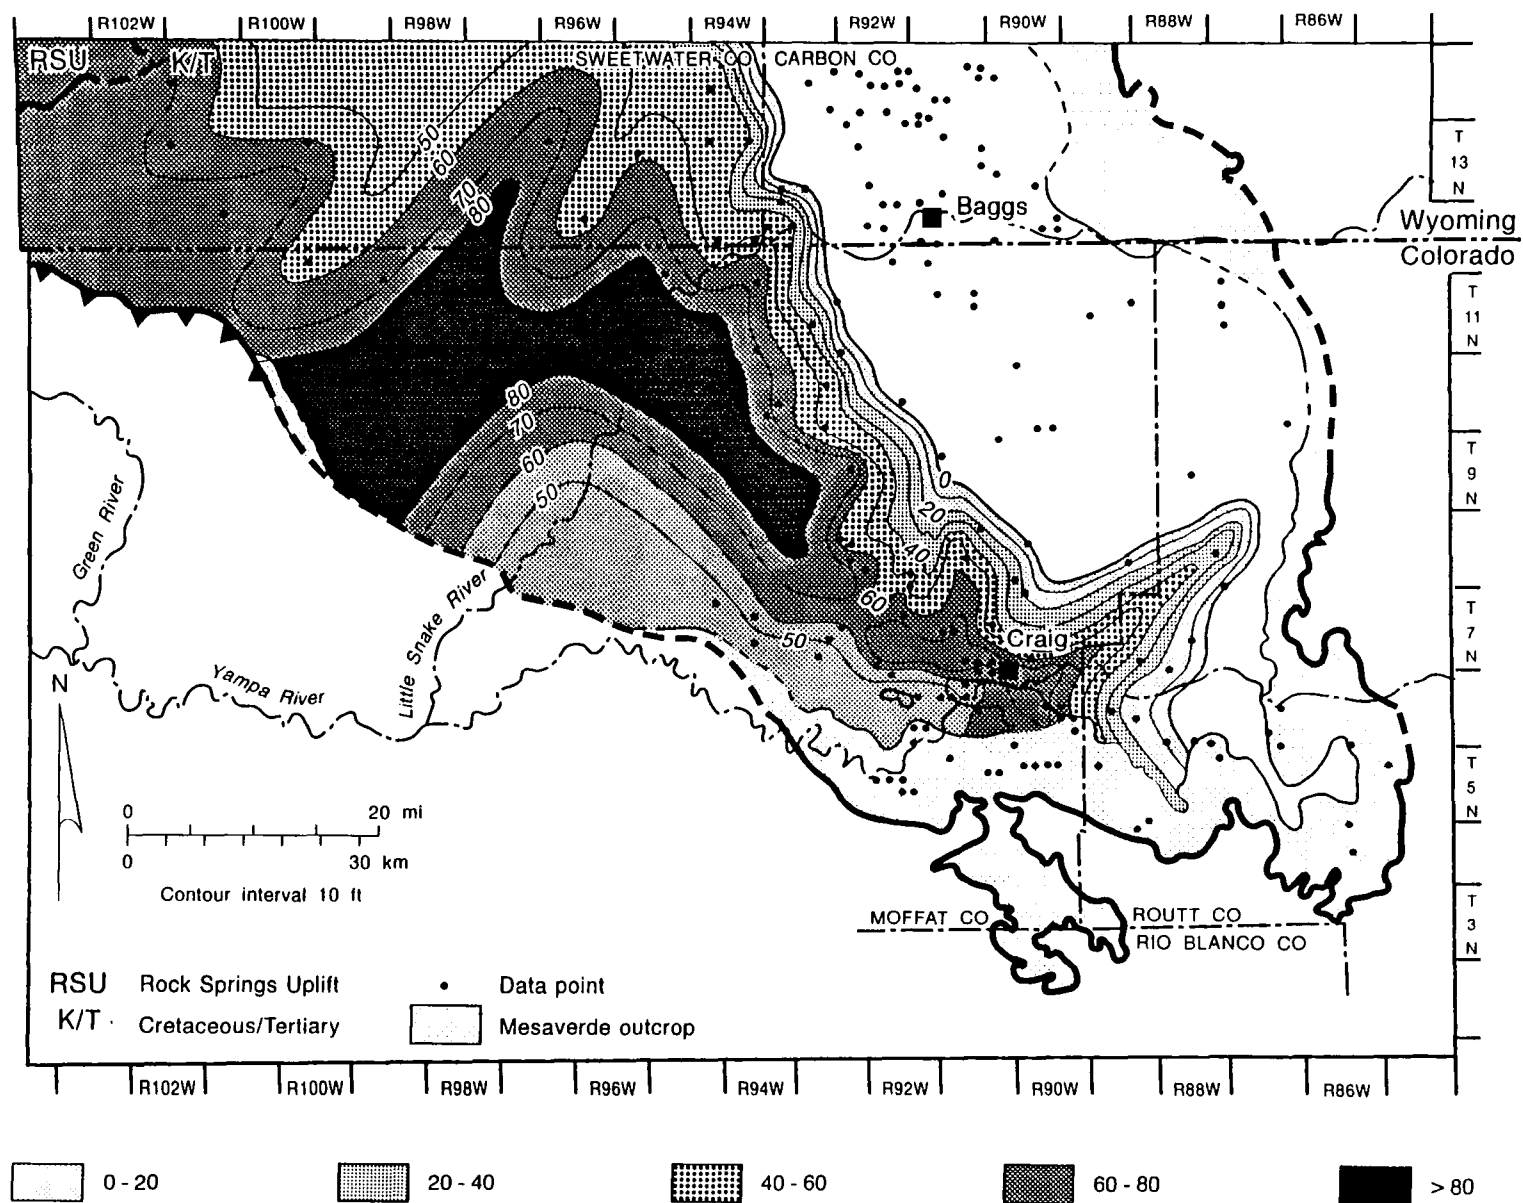 R102W R100W R98W R96W R94W R92W R90W R88W R86W
RSU K/T SWEETWATER CO CARBON CO
T
13
N
Baggs
Wyoming
Colorado
50
60
70
80
T
11
N
80
70
60
50
0
20
40
60
50
T
9
N
Green River
Little Snake River
Yampa River
Craig
T
7
N
N
T
5
N
0 20 mi
0 30 km
Contour interval 10 ft
MOFFAT CO ROUTT CO
RIO BLANCO CO
T
3
N
RSU Rock Springs Uplift
K/T Cretaceous/Tertiary
Data point
Mesaverde outcrop
R102W R100W R98W R96W R94W R92W R90W R88W R86W
0 - 20 20 - 40 40 - 60 60 - 80 > 80